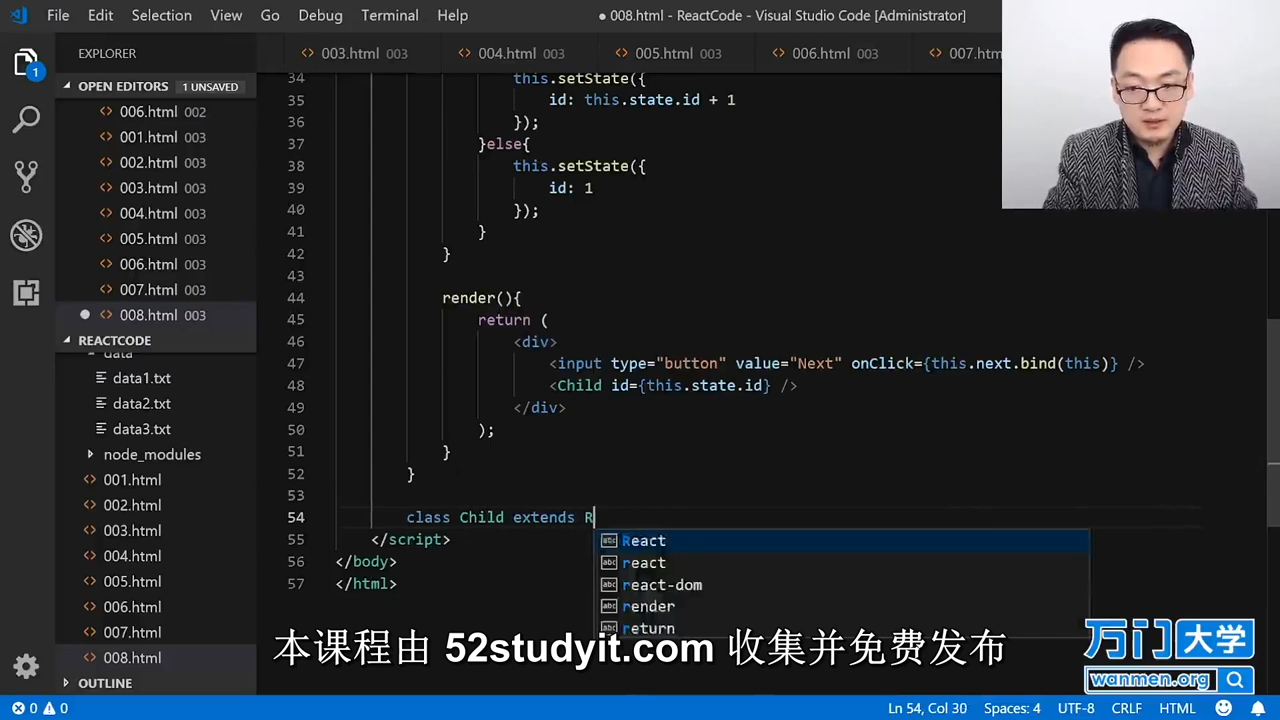 File Edit Selection View Go Debug Terminal Help
● 008.html - ReactCode - Visual Studio Code [Administrator]
EXPLORER
003.html 003
004.html 003
005.html 003
006.html 003
007.htm
OPEN EDITORS 1 UNSAVED
006.html 002
001.html 003
002.html 003
003.html 003
004.html 003
005.html 003
006.html 003
007.html 003
008.html 003
REACTCODE
data
data1.txt
data2.txt
data3.txt
node_modules
001.html
002.html
003.html
004.html
005.html
006.html
007.html
008.html
OUTLINE
1
34 this.setState({
35 id: this.state.id + 1
36 });
37 }else{
38 this.setState({
39 id: 1
40 });
41 }
42 }
43
44 render(){
45 return (
46 <div>
47 <input type="button" value="Next" onClick={this.next.bind(this)} />
48 <Child id={this.state.id} />
49 </div>
50 );
51 }
52 }
53
54 class Child extends R
55 </script>
56 </body>
57 </html>
abc React
abc react
abc react-dom
abc render
abc return
本课程由 52studyit.com 收集并免费发布
万门大学
wanmen.org
0 0
Ln 54, Col 30 Spaces: 4 UTF-8 CRLF HTML